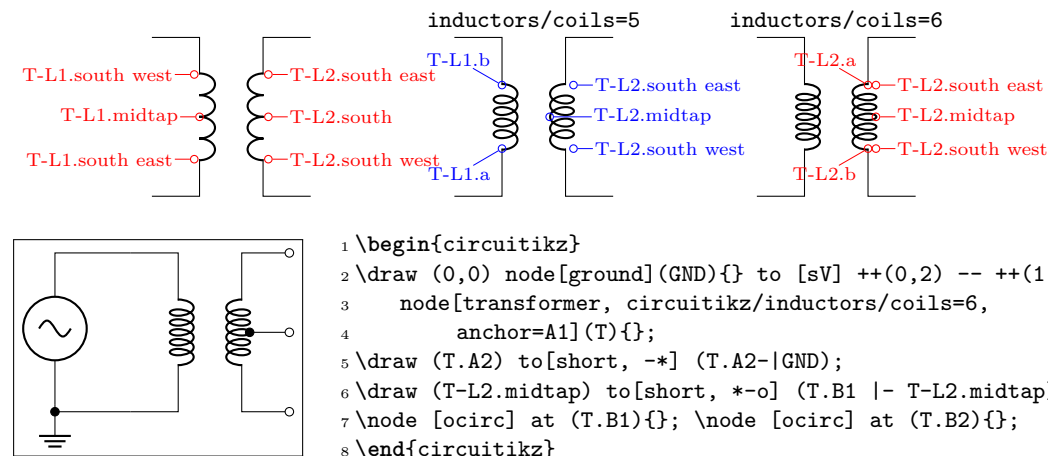 inductors/coils=5
inductors/coils=6
T-L1.south west
T-L1.midtap
T-L1.south east
T-L2.south east
T-L2.south
T-L2.south west
T-L1.b
T-L1.a
T-L2.south east
T-L2.midtap
T-L2.south west
T-L2.a
T-L2.b
T-L2.south east
T-L2.midtap
T-L2.south west
1 \begin{circuitikz}
2 \draw (0,0) node[ground](GND){} to [sV] ++(0,2) -- ++(1
3 node[transformer, circuitikz/inductors/coils=6,
4 anchor=A1](T){};
5 \draw (T.A2) to[short, -*] (T.A2-|GND);
6 \draw (T-L2.midtap) to[short, *-o] (T.B1 |- T-L2.midtap)
7 \node [ocirc] at (T.B1){}; \node [ocirc] at (T.B2){};
8 \end{circuitikz}